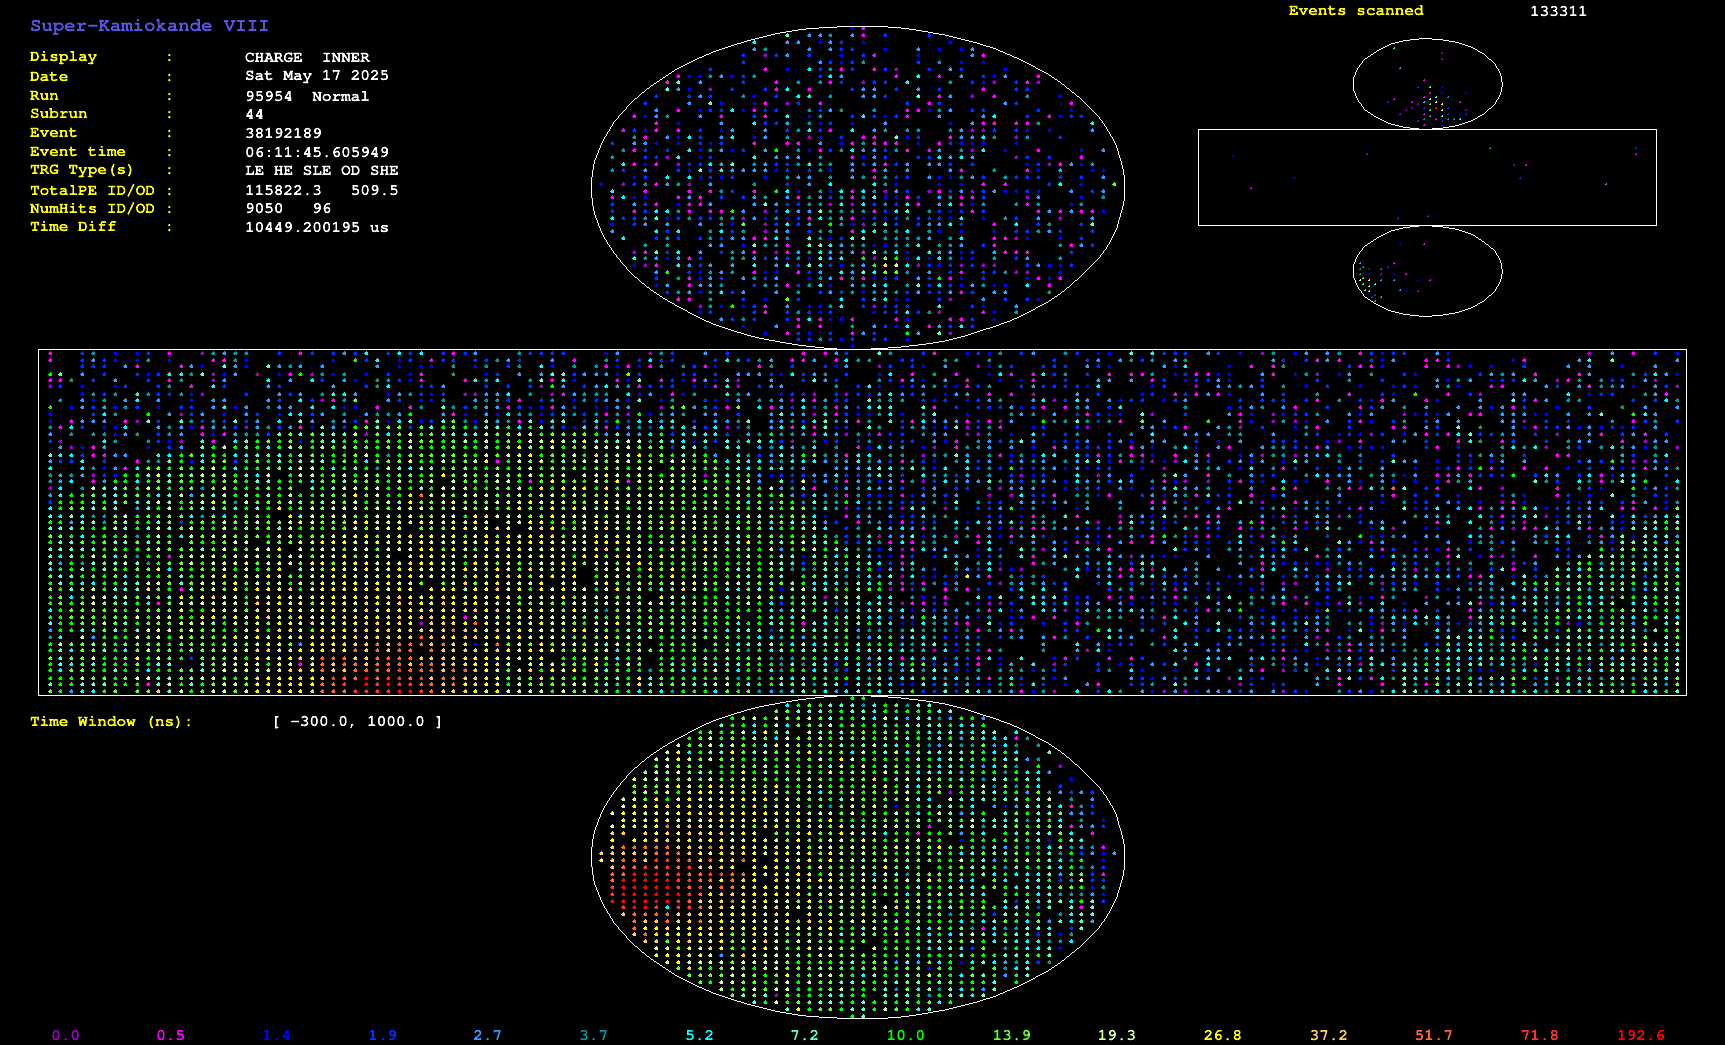 Super-Kamiokande VIII
Events scanned 133311
Display : CHARGE INNER
Date : Sat May 17 2025
Run : 95954 Normal
Subrun : 44
Event : 38192189
Event time : 06:11:45.605949
TRG Type(s) : LE HE SLE OD SHE
TotalPE ID/OD : 115822.3 509.5
NumHits ID/OD : 9050 96
Time Diff : 10449.200195 us
Time Window (ns): [ -300.0, 1000.0 ]
0.0 0.5 1.4 1.9 2.7 3.7 5.2 7.2 10.0 13.9 19.3 26.8 37.2 51.7 71.8 192.6